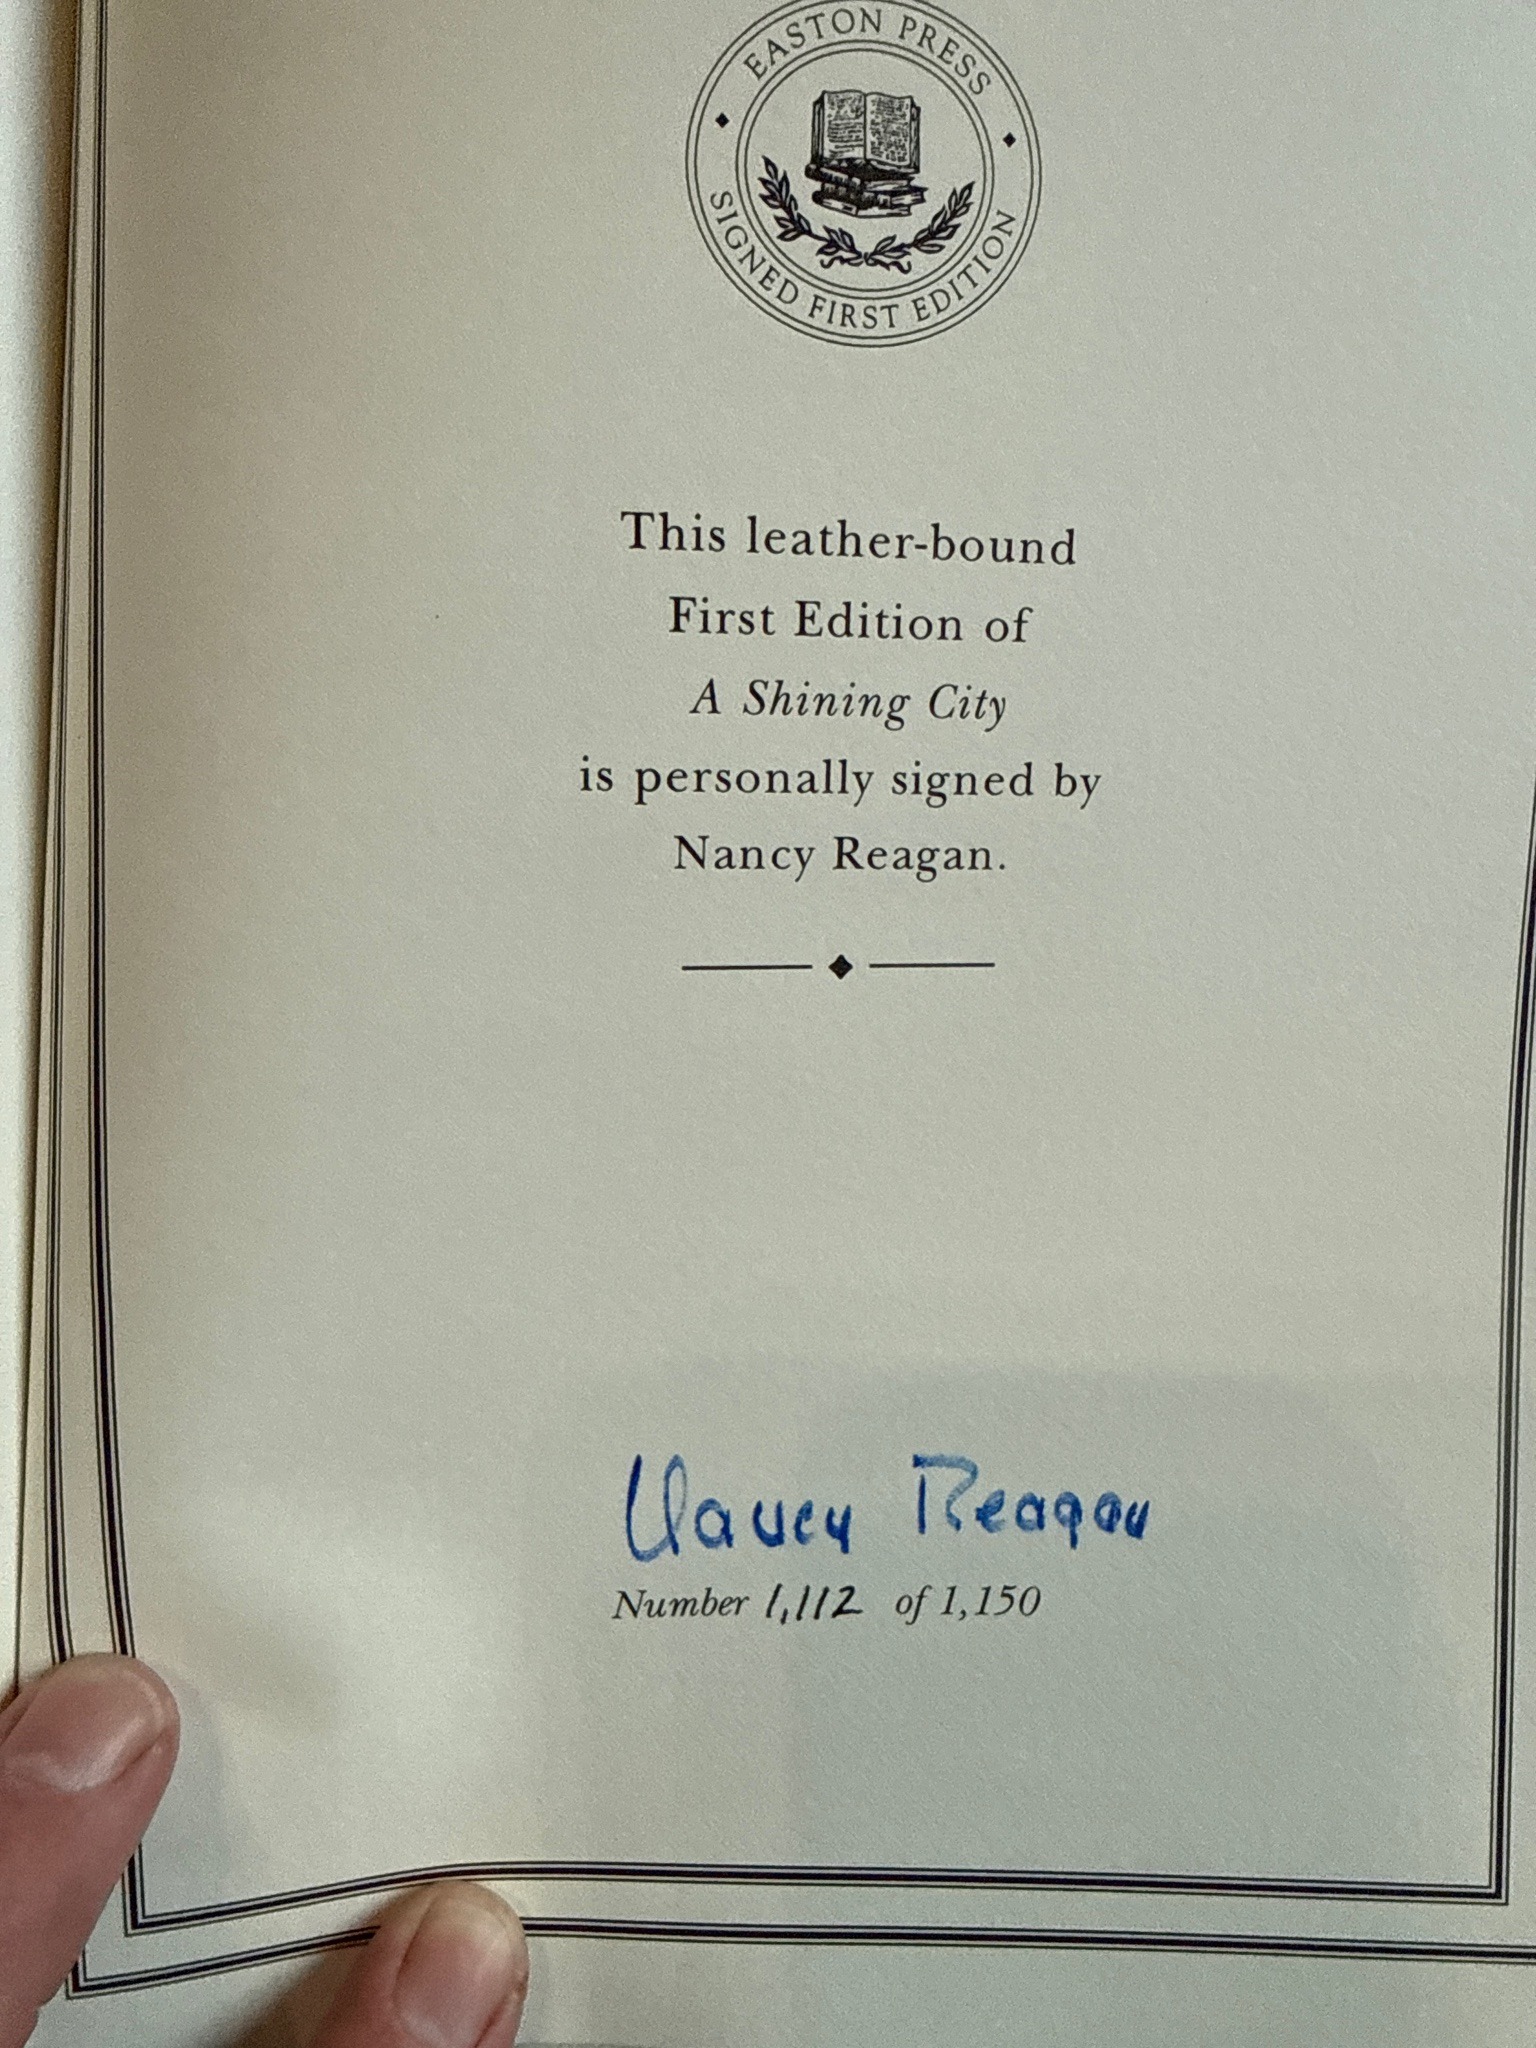 EASTON PRESS
SIGNED FIRST EDITION
This leather-bound
First Edition of
A Shining City
is personally signed by
Nancy Reagan.
Nancy Reagan
Number 1,112 of 1,150